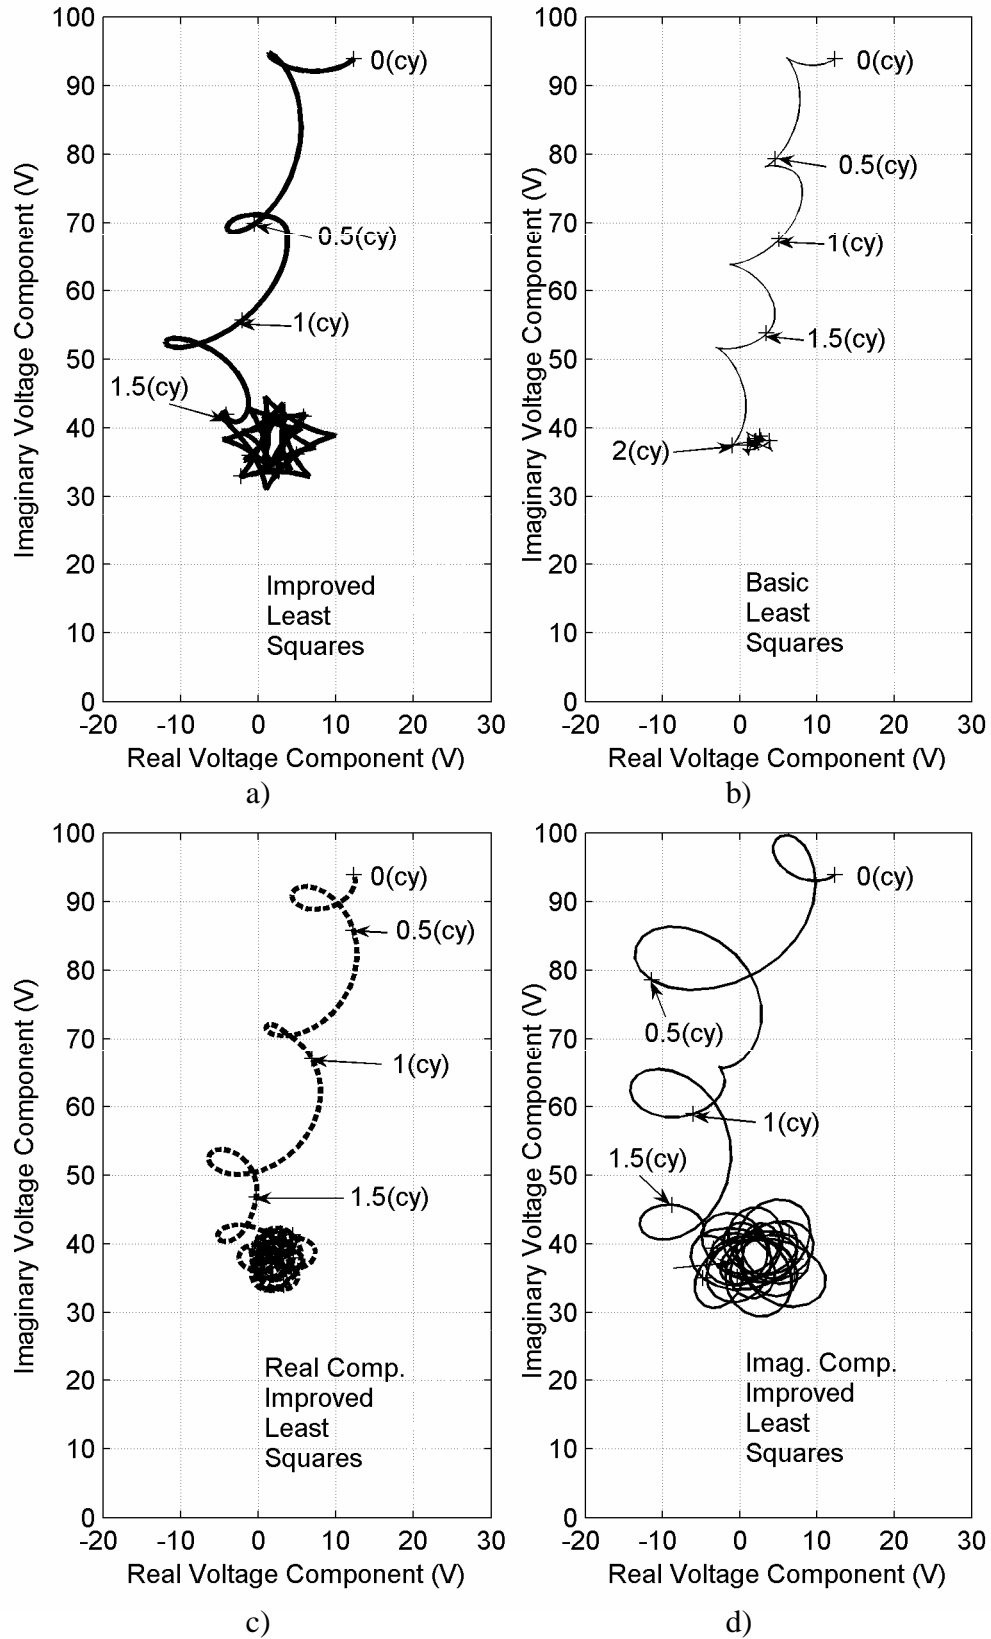 100
90
80
70
60
50
40
30
20
10
0
-20 -10 0 10 20 30
Imaginary Voltage Component (V)
Real Voltage Component (V)
0(cy)
0.5(cy)
1(cy)
1.5(cy)
Improved
Least
Squares
a)
100
90
80
70
60
50
40
30
20
10
0
-20 -10 0 10 20 30
Imaginary Voltage Component (V)
Real Voltage Component (V)
0(cy)
0.5(cy)
1(cy)
1.5(cy)
2(cy)
Basic
Least
Squares
b)
100
90
80
70
60
50
40
30
20
10
0
-20 -10 0 10 20 30
Imaginary Voltage Component (V)
Real Voltage Component (V)
0(cy)
0.5(cy)
1(cy)
1.5(cy)
Real Comp.
Improved
Least
Squares
c)
100
90
80
70
60
50
40
30
20
10
0
-20 -10 0 10 20 30
Imaginary Voltage Component (V)
Real Voltage Component (V)
0(cy)
0.5(cy)
1(cy)
1.5(cy)
Imag. Comp.
Improved
Least
Squares
d)